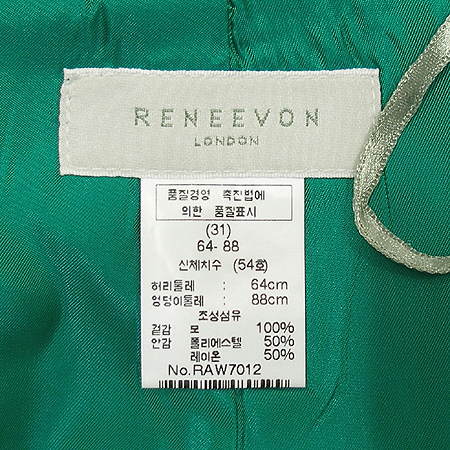 RENEEVON
LONDON
품질경영 촉진법에
의한 품질표시
(31)
64- 88
신체치수 (54호)
허리둘레 : 64cm
엉덩이둘레 : 88cm
조성섬유
겉감 모 100%
안감 폴리에스텔 50%
레이온 50%
No.RAW7012